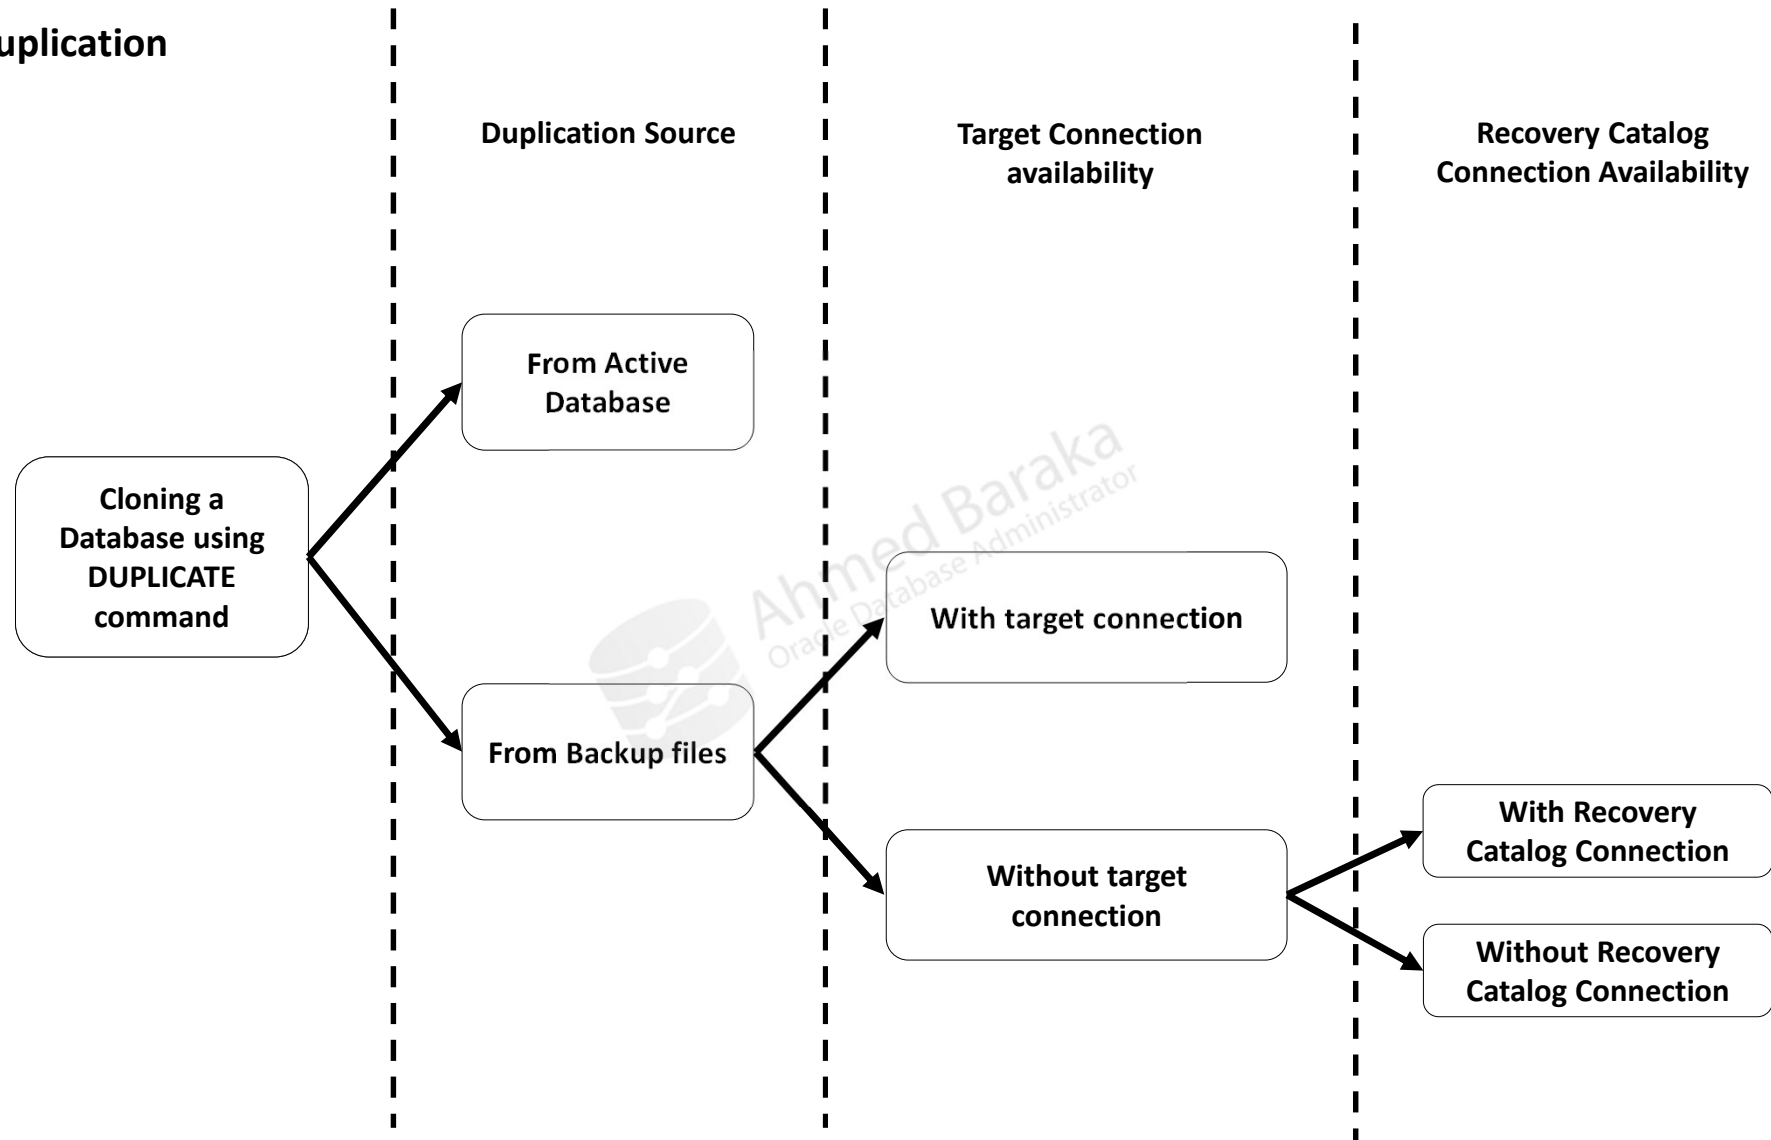 uplication
Duplication Source
Target Connection
availability
Recovery Catalog
Connection Availability
From Active
Database
Cloning a
Database using
DUPLICATE
command
Ahmed Baraka
Oracle Database Administrator
With target connection
From Backup files
Without target
connection
With Recovery
Catalog Connection
Without Recovery
Catalog Connection